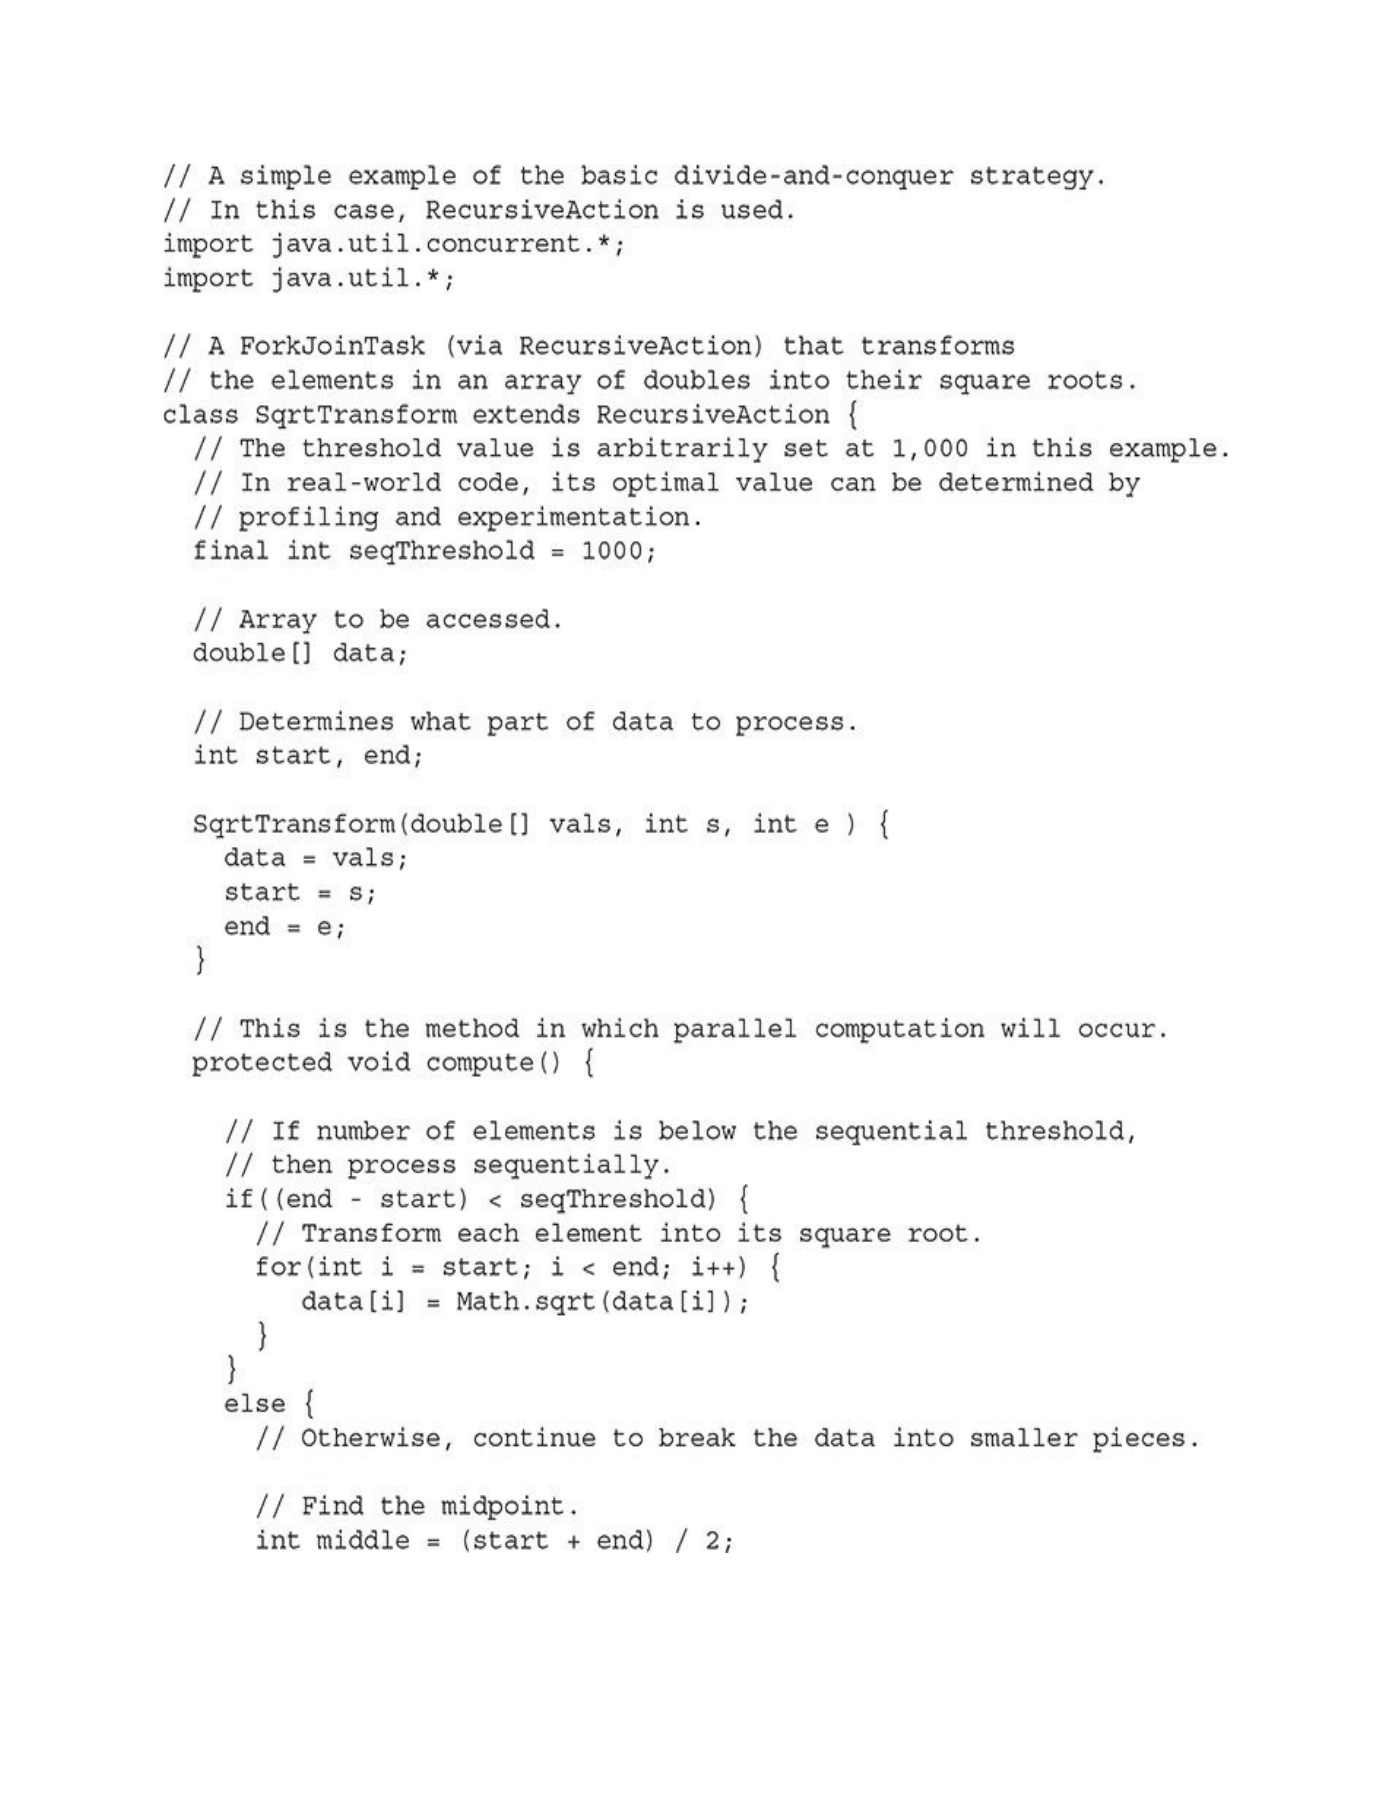 // A simple example of the basic divide-and-conquer strategy.
// In this case, RecursiveAction is used.
import java.util.concurrent.*;
import java.util.*;

// A ForkJoinTask (via RecursiveAction) that transforms
// the elements in an array of doubles into their square roots.
class SqrtTransform extends RecursiveAction {
  // The threshold value is arbitrarily set at 1,000 in this example.
  // In real-world code, its optimal value can be determined by
  // profiling and experimentation.
  final int seqThreshold = 1000;

  // Array to be accessed.
  double[] data;

  // Determines what part of data to process.
  int start, end;

  SqrtTransform(double[] vals, int s, int e ) {
    data = vals;
    start = s;
    end = e;
  }

  // This is the method in which parallel computation will occur.
  protected void compute() {

    // If number of elements is below the sequential threshold,
    // then process sequentially.
    if((end - start) < seqThreshold) {
      // Transform each element into its square root.
      for(int i = start; i < end; i++) {
         data[i] = Math.sqrt(data[i]);
      }
    }
    else {
      // Otherwise, continue to break the data into smaller pieces.

      // Find the midpoint.
      int middle = (start + end) / 2;